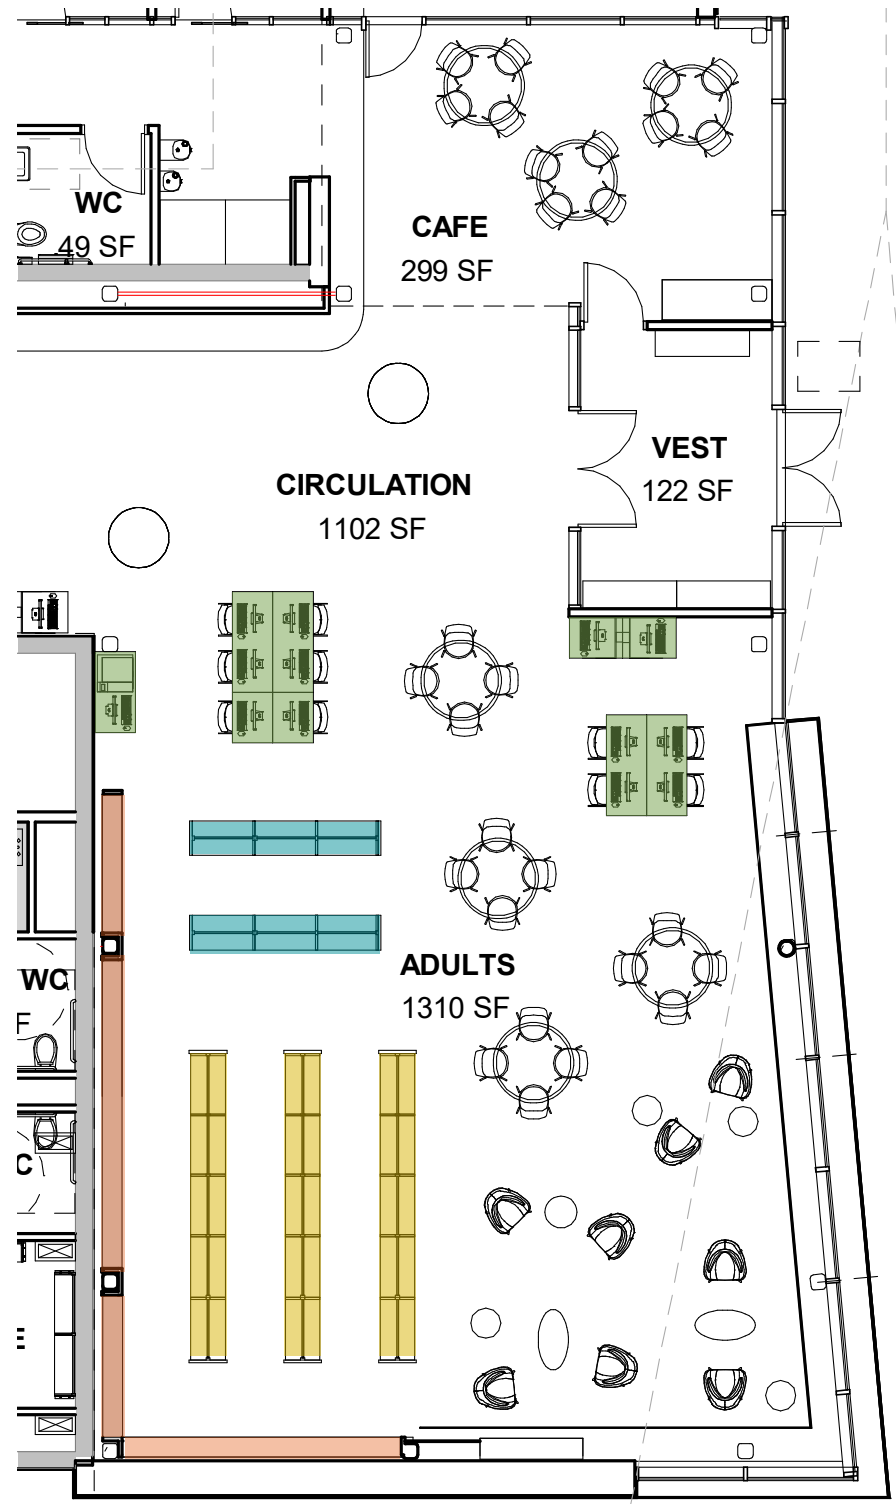 WC
49 SF
CAFE
299 SF
VEST
122 SF
CIRCULATION
1102 SF
ADULTS
1310 SF
WC
F
C
E